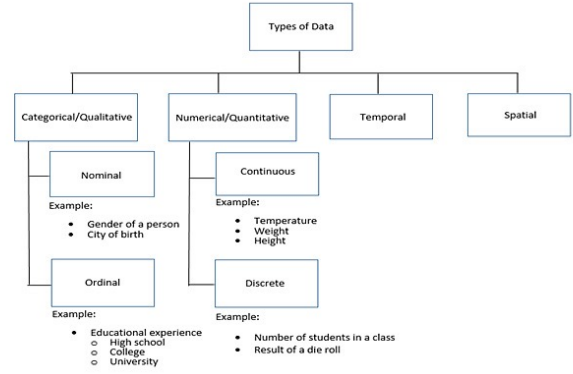 Types of Data
Categorical/Qualitative
Numerical/Quantitative
Temporal
Spatial
Nominal
Example:
• Gender of a person
• City of birth
Ordinal
Example:
• Educational experience
o High school
o College
o University
Continuous
Example:
• Temperature
• Weight
• Height
Discrete
Example:
• Number of students in a class
• Result of a die roll